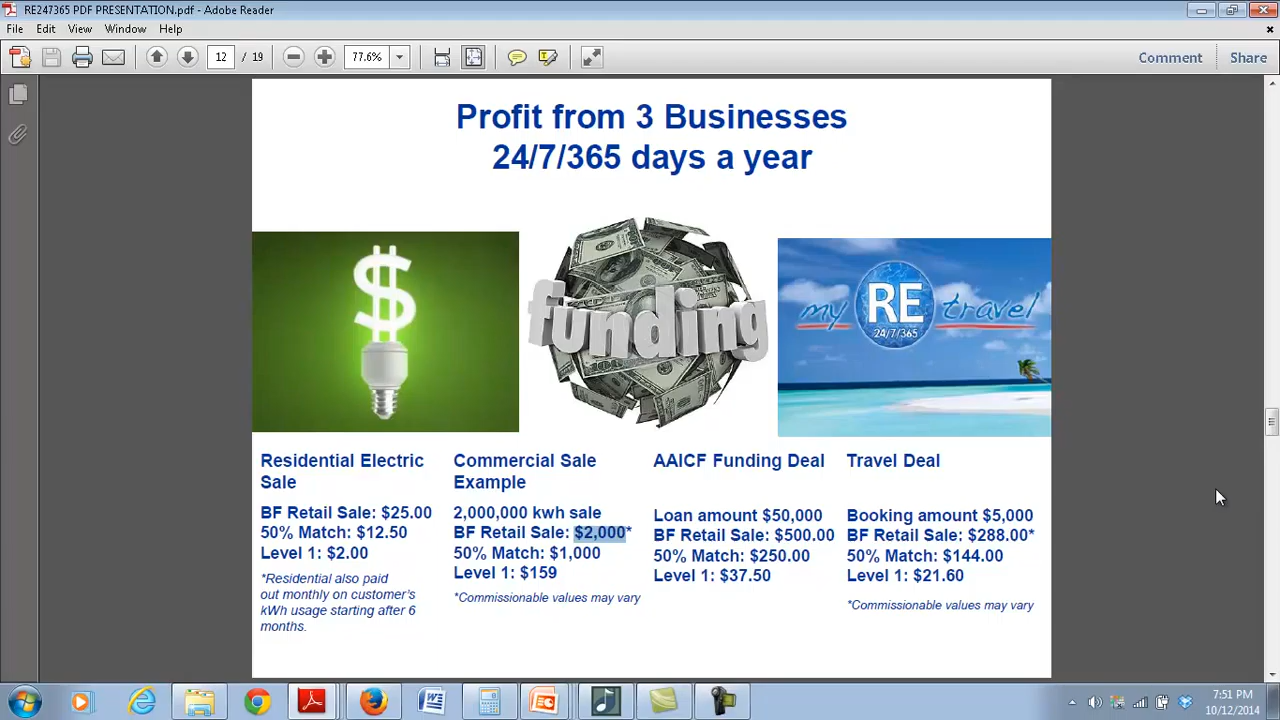 RE247365 PDF PRESENTATION.pdf - Adobe Reader
File Edit View Window Help
12 / 19 77.6% Comment Share
Profit from 3 Businesses
24/7/365 days a year
funding
my RE travel
24/7/365
Residential Electric
Sale
BF Retail Sale: $25.00
50% Match: $12.50
Level 1: $2.00
*Residential also paid
out monthly on customer's
kWh usage starting after 6
months.
Commercial Sale
Example
2,000,000 kwh sale
BF Retail Sale: $2,000*
50% Match: $1,000
Level 1: $159
*Commissionable values may vary
AAICF Funding Deal
Loan amount $50,000
BF Retail Sale: $500.00
50% Match: $250.00
Level 1: $37.50
Travel Deal
Booking amount $5,000
BF Retail Sale: $288.00*
50% Match: $144.00
Level 1: $21.60
*Commissionable values may vary
7:51 PM
10/12/2014